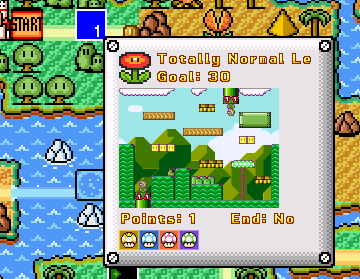 START
1
Totally Normal Le
Goal: 30
Points: 1 End: No